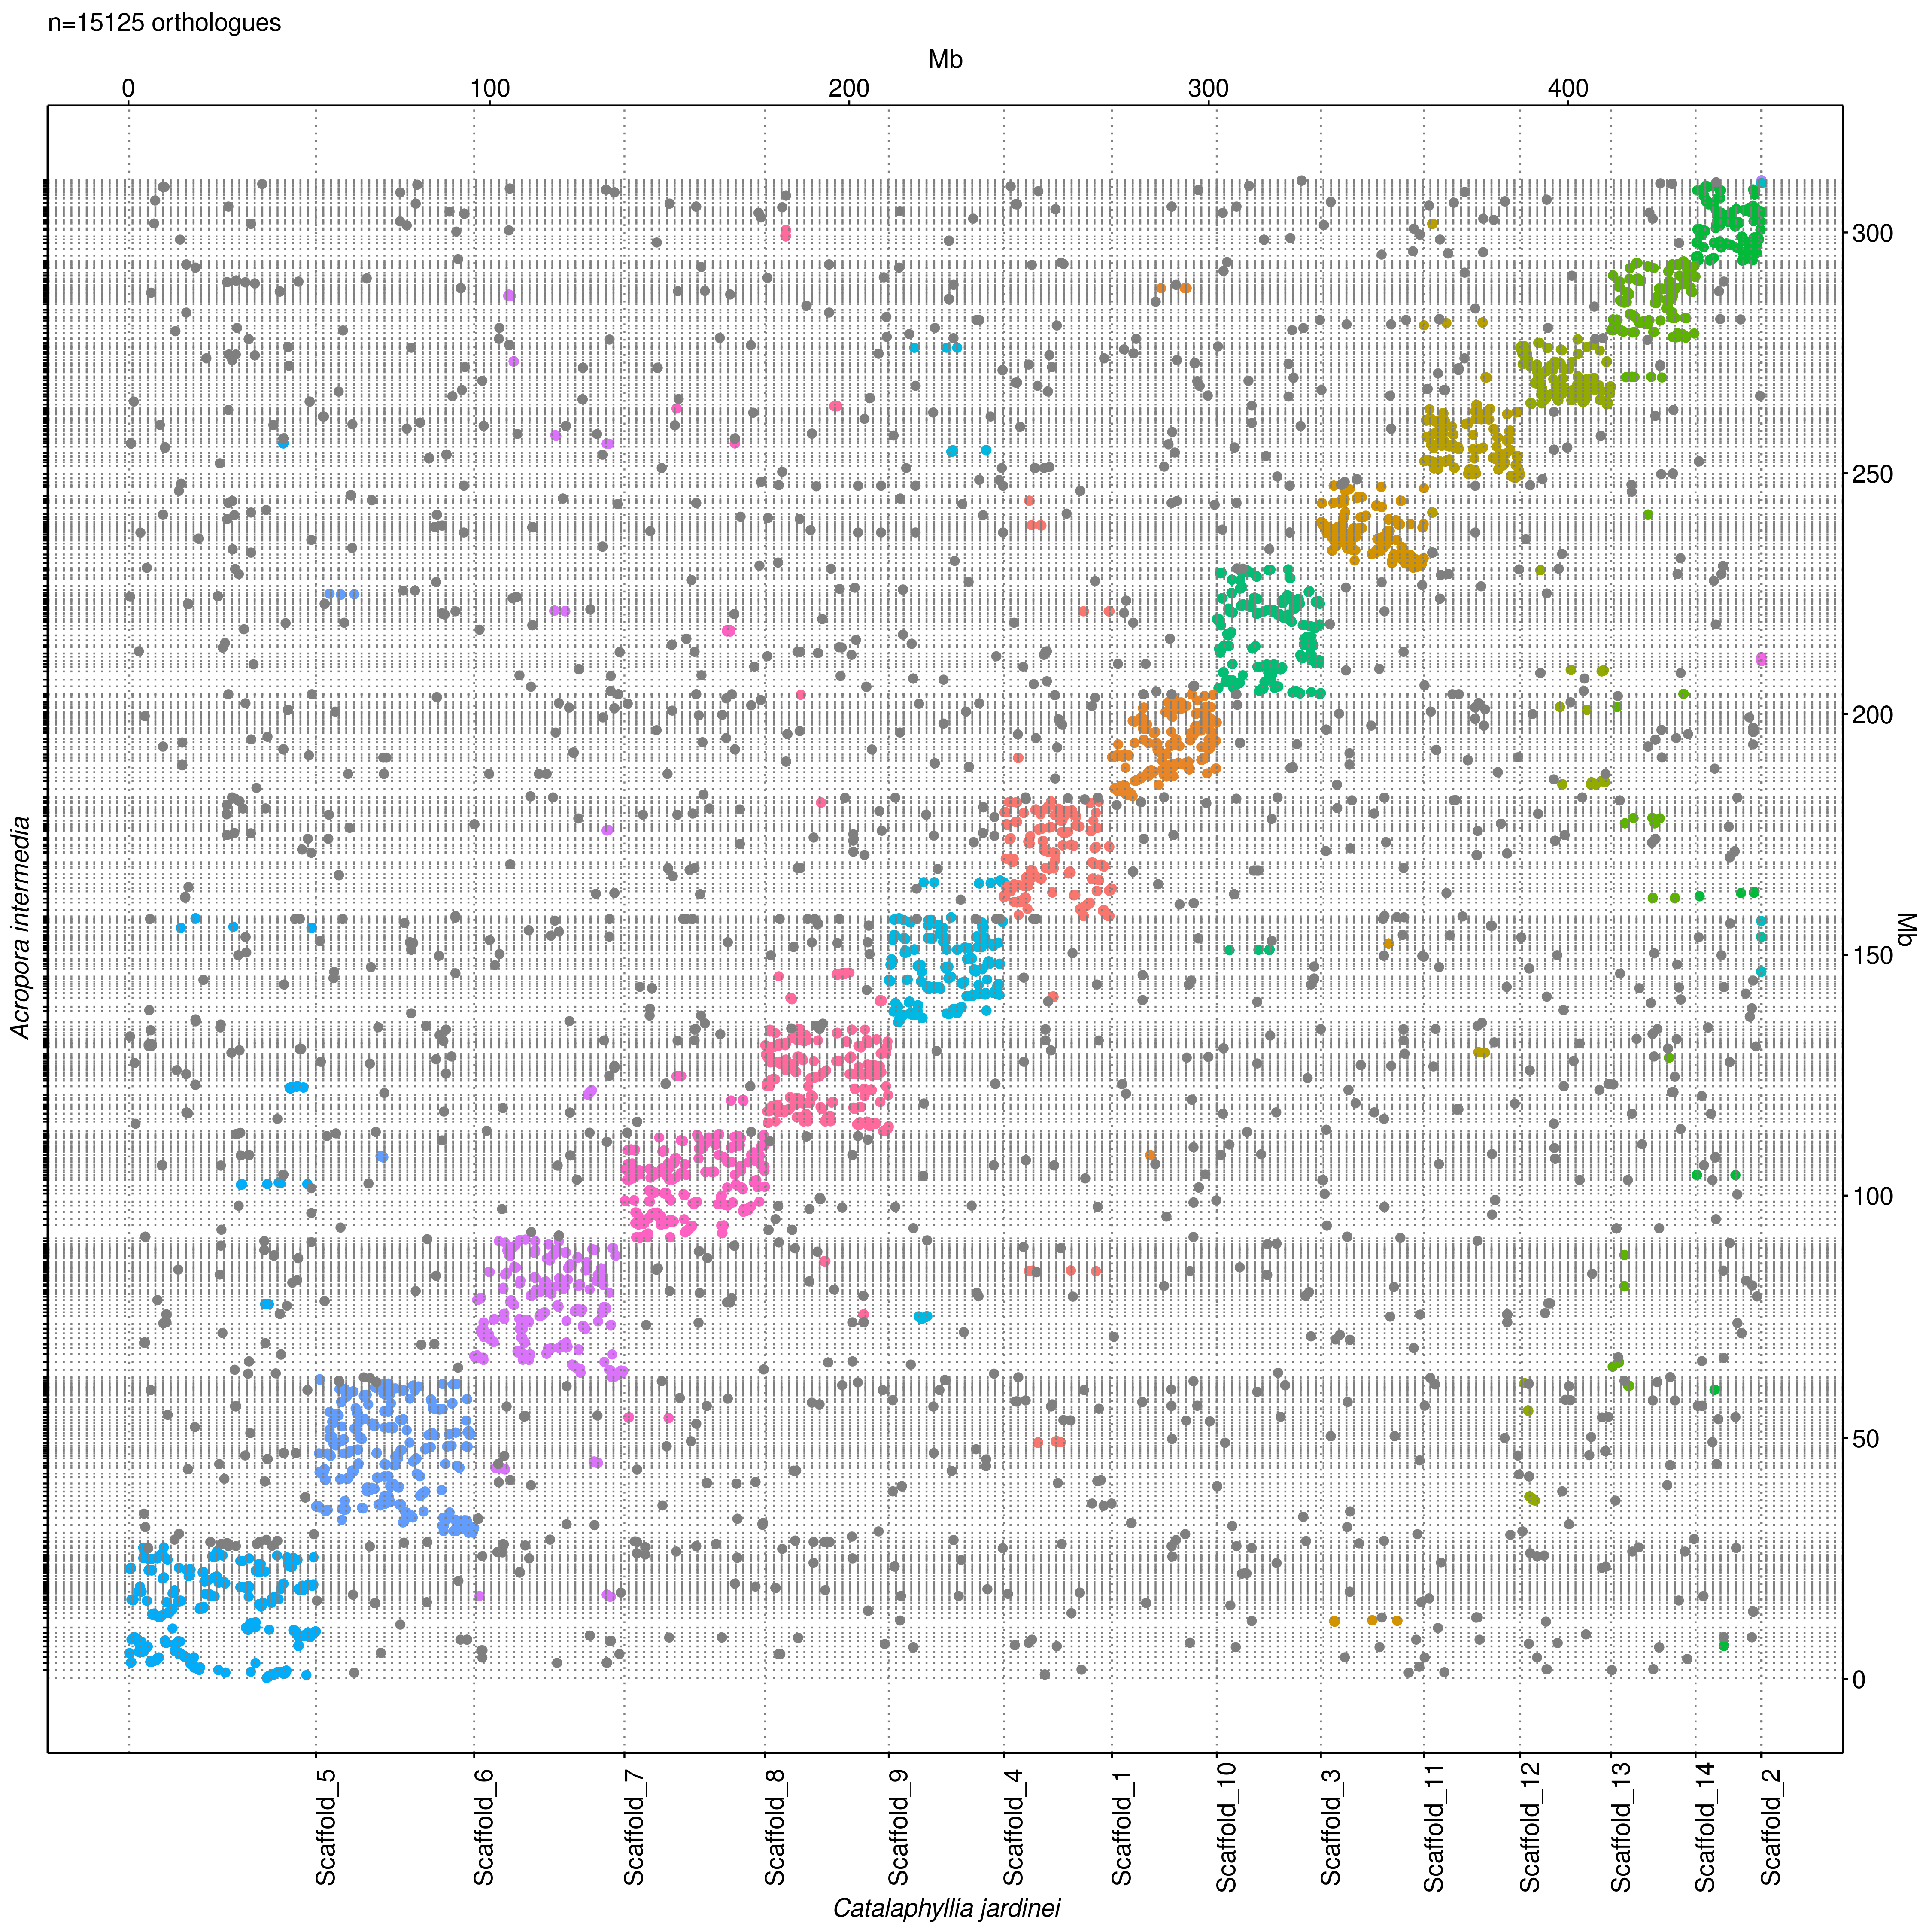 n=15125 orthologues
Mb
0 100 200 300 400
300
250
200
150
100
50
0
Mb
Acropora intermedia
Scaffold_5
Scaffold_6
Scaffold_7
Scaffold_8
Scaffold_9
Scaffold_4
Scaffold_1
Scaffold_10
Scaffold_3
Scaffold_11
Scaffold_12
Scaffold_13
Scaffold_14
Scaffold_2
Catalaphyllia jardinei